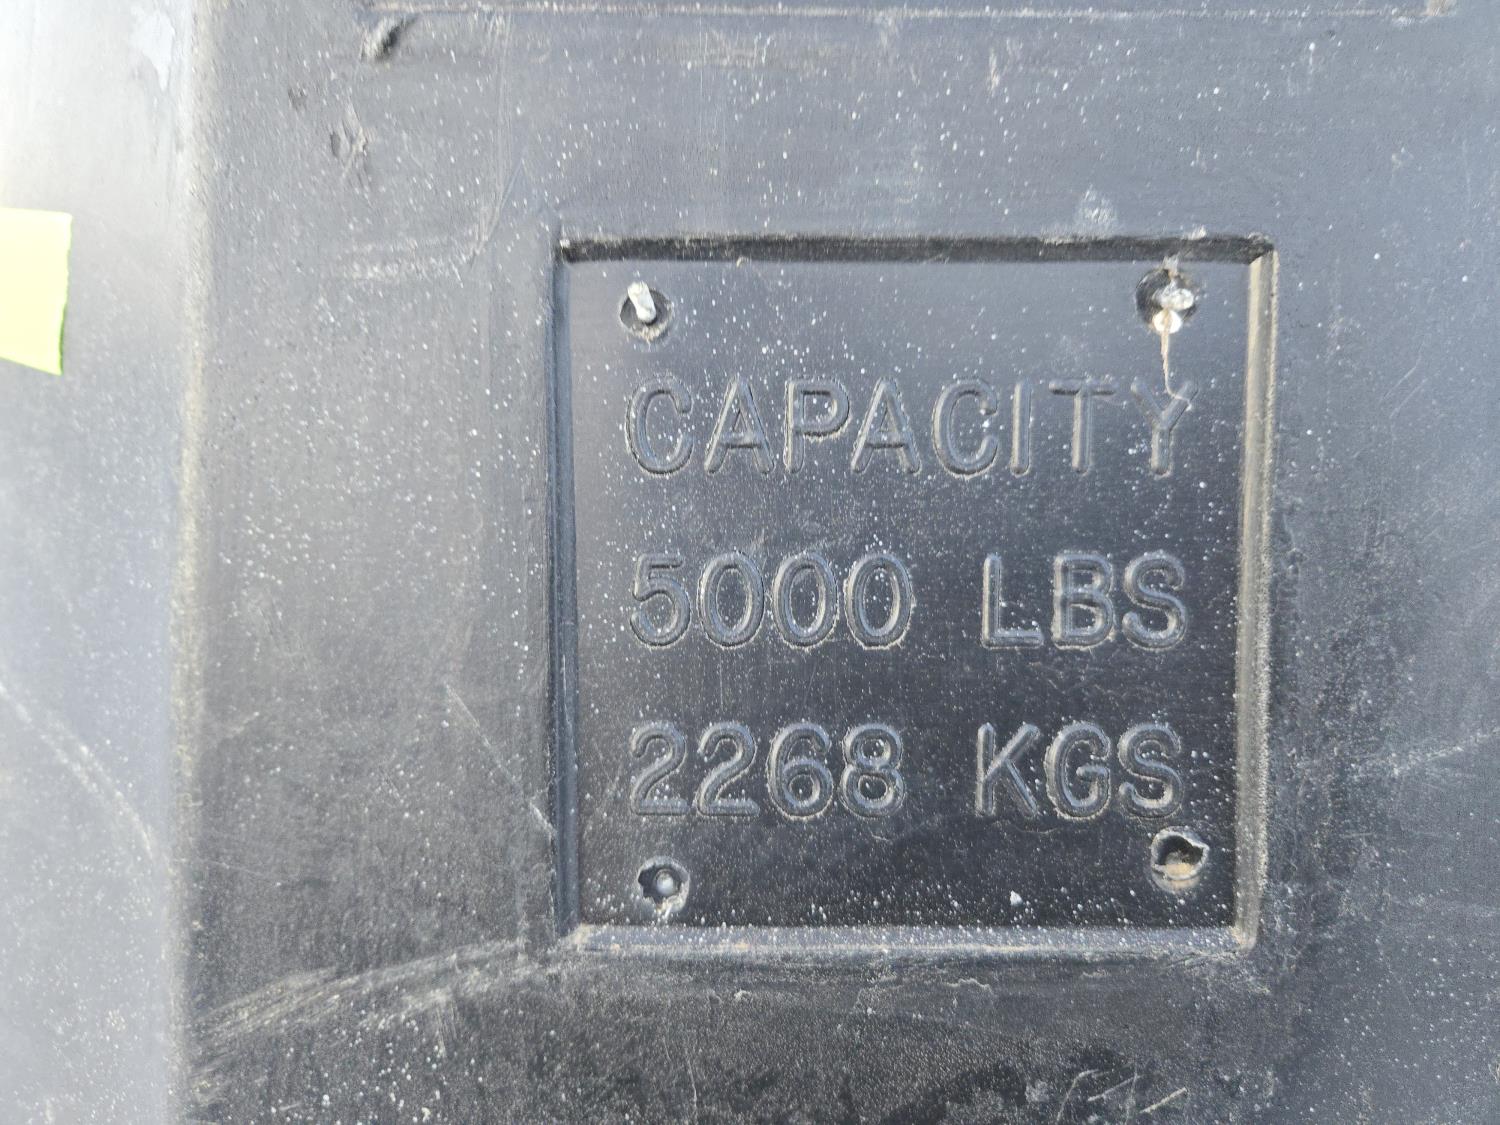 CAPACITY
5000 LBS
2268 KGS